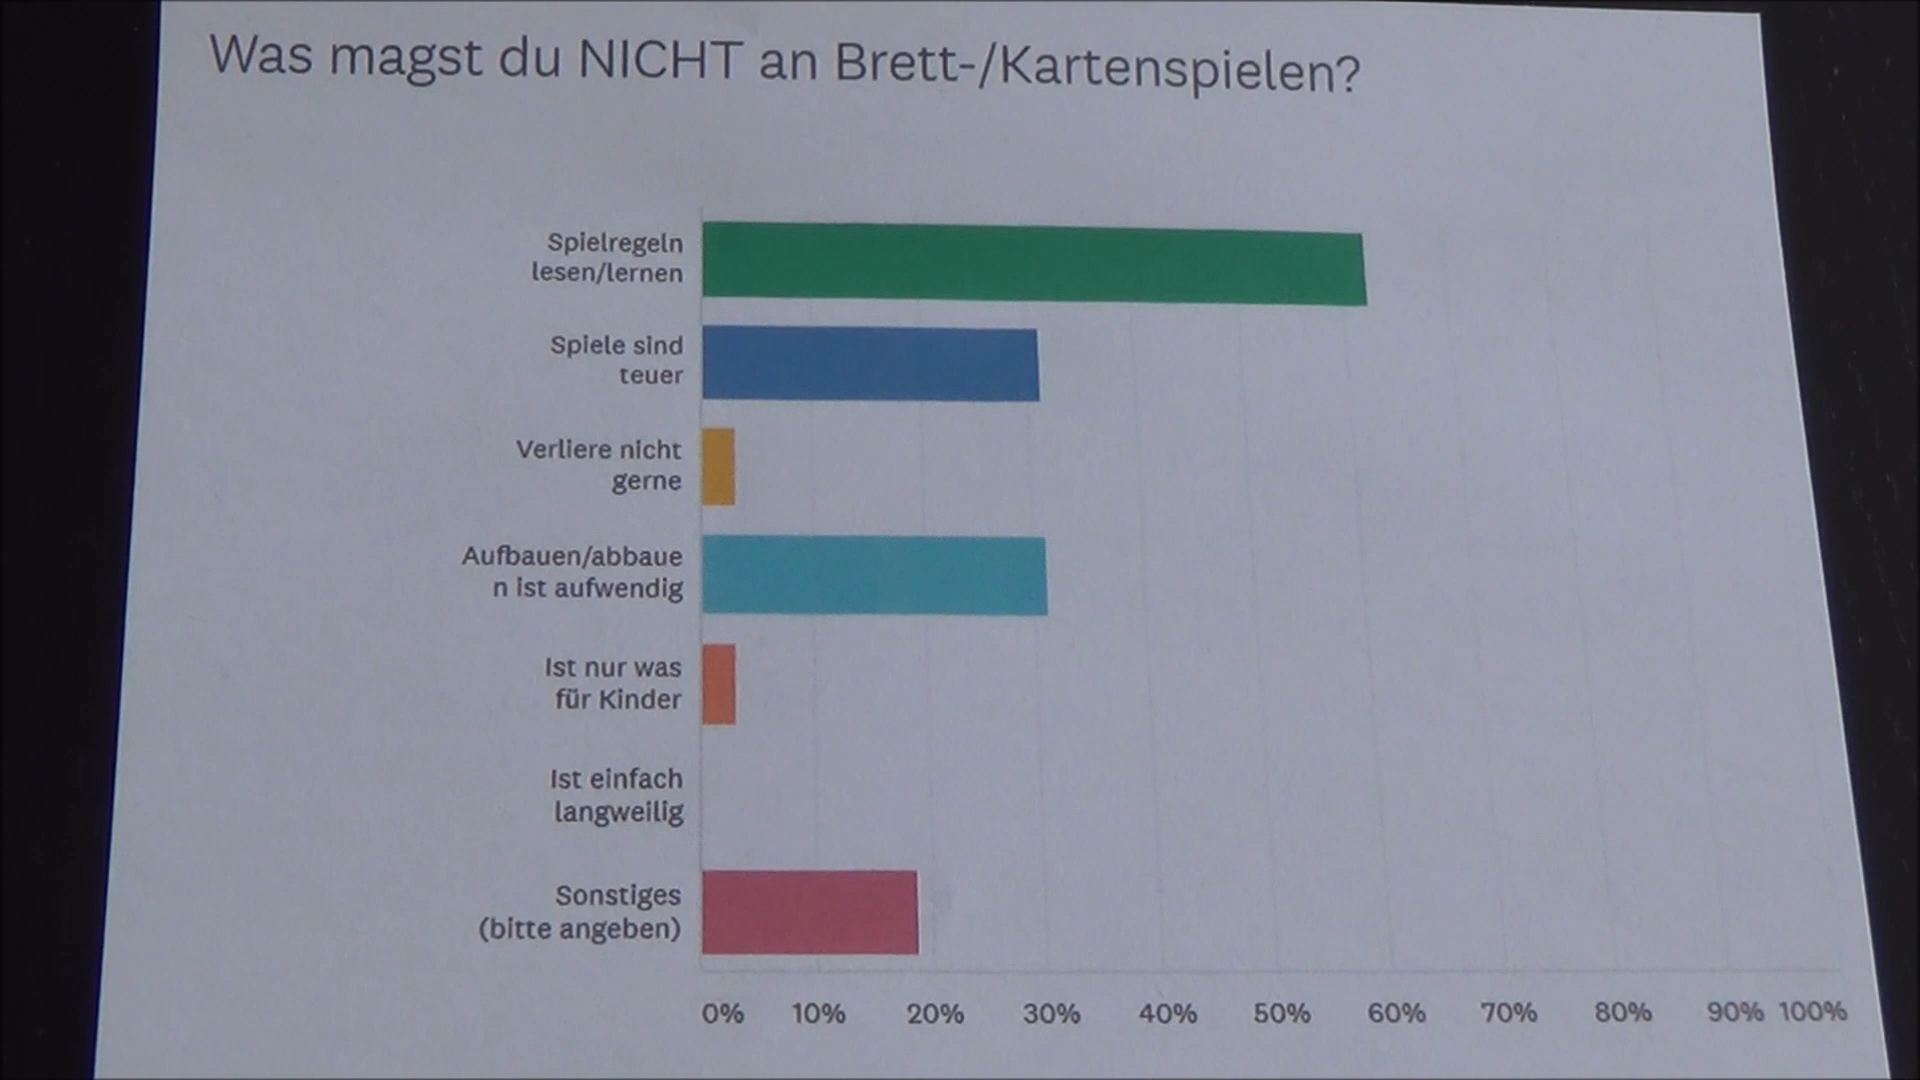 Was magst du NICHT an Brett-/Kartenspielen?
Spielregeln
lesen/lernen
Spiele sind
teuer
Verliere nicht
gerne
Aufbauen/abbaue
n ist aufwendig
Ist nur was
für Kinder
Ist einfach
langweilig
Sonstiges
(bitte angeben)
0% 10% 20% 30% 40% 50% 60% 70% 80% 90% 100%